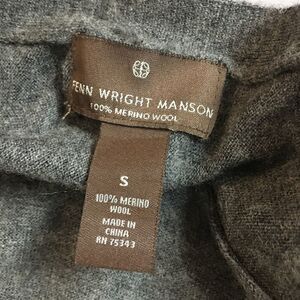 FENN WRIGHT MANSON
100% MERINO WOOL
S
100% MERINO
WOOL
MADE IN
CHINA
RN 75343